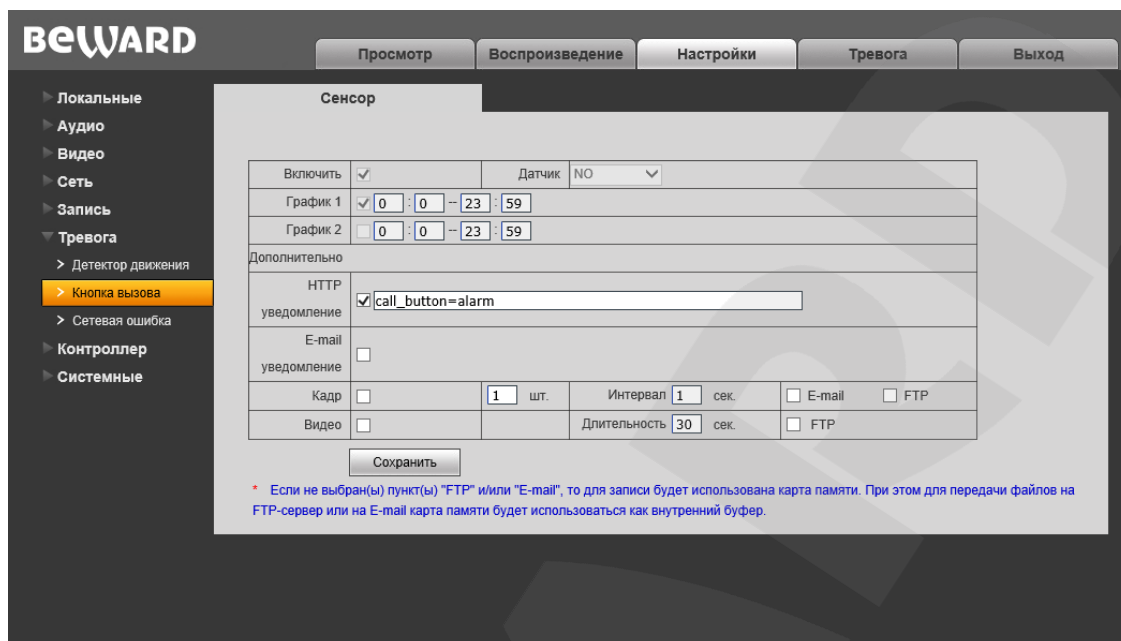 BEWARD
Просмотр Воспроизведение Настройки Тревога Выход
Локальные
Аудио
Видео
Сеть
Запись
Тревога
Детектор движения
Кнопка вызова
Сетевая ошибка
Контроллер
Системные
Сенсор
Включить Датчик NO
График 1 0 : 0 -- 23 : 59
График 2 0 : 0 -- 23 : 59
Дополнительно
HTTP
уведомление call_button=alarm
E-mail
уведомление
Кадр 1 шт. Интервал 1 сек. E-mail FTP
Видео Длительность 30 сек. FTP
Сохранить
* Если не выбран(ы) пункт(ы) "FTP" и/или "E-mail", то для записи будет использована карта памяти. При этом для передачи файлов на
FTP-сервер или на E-mail карта памяти будет использоваться как внутренний буфер.